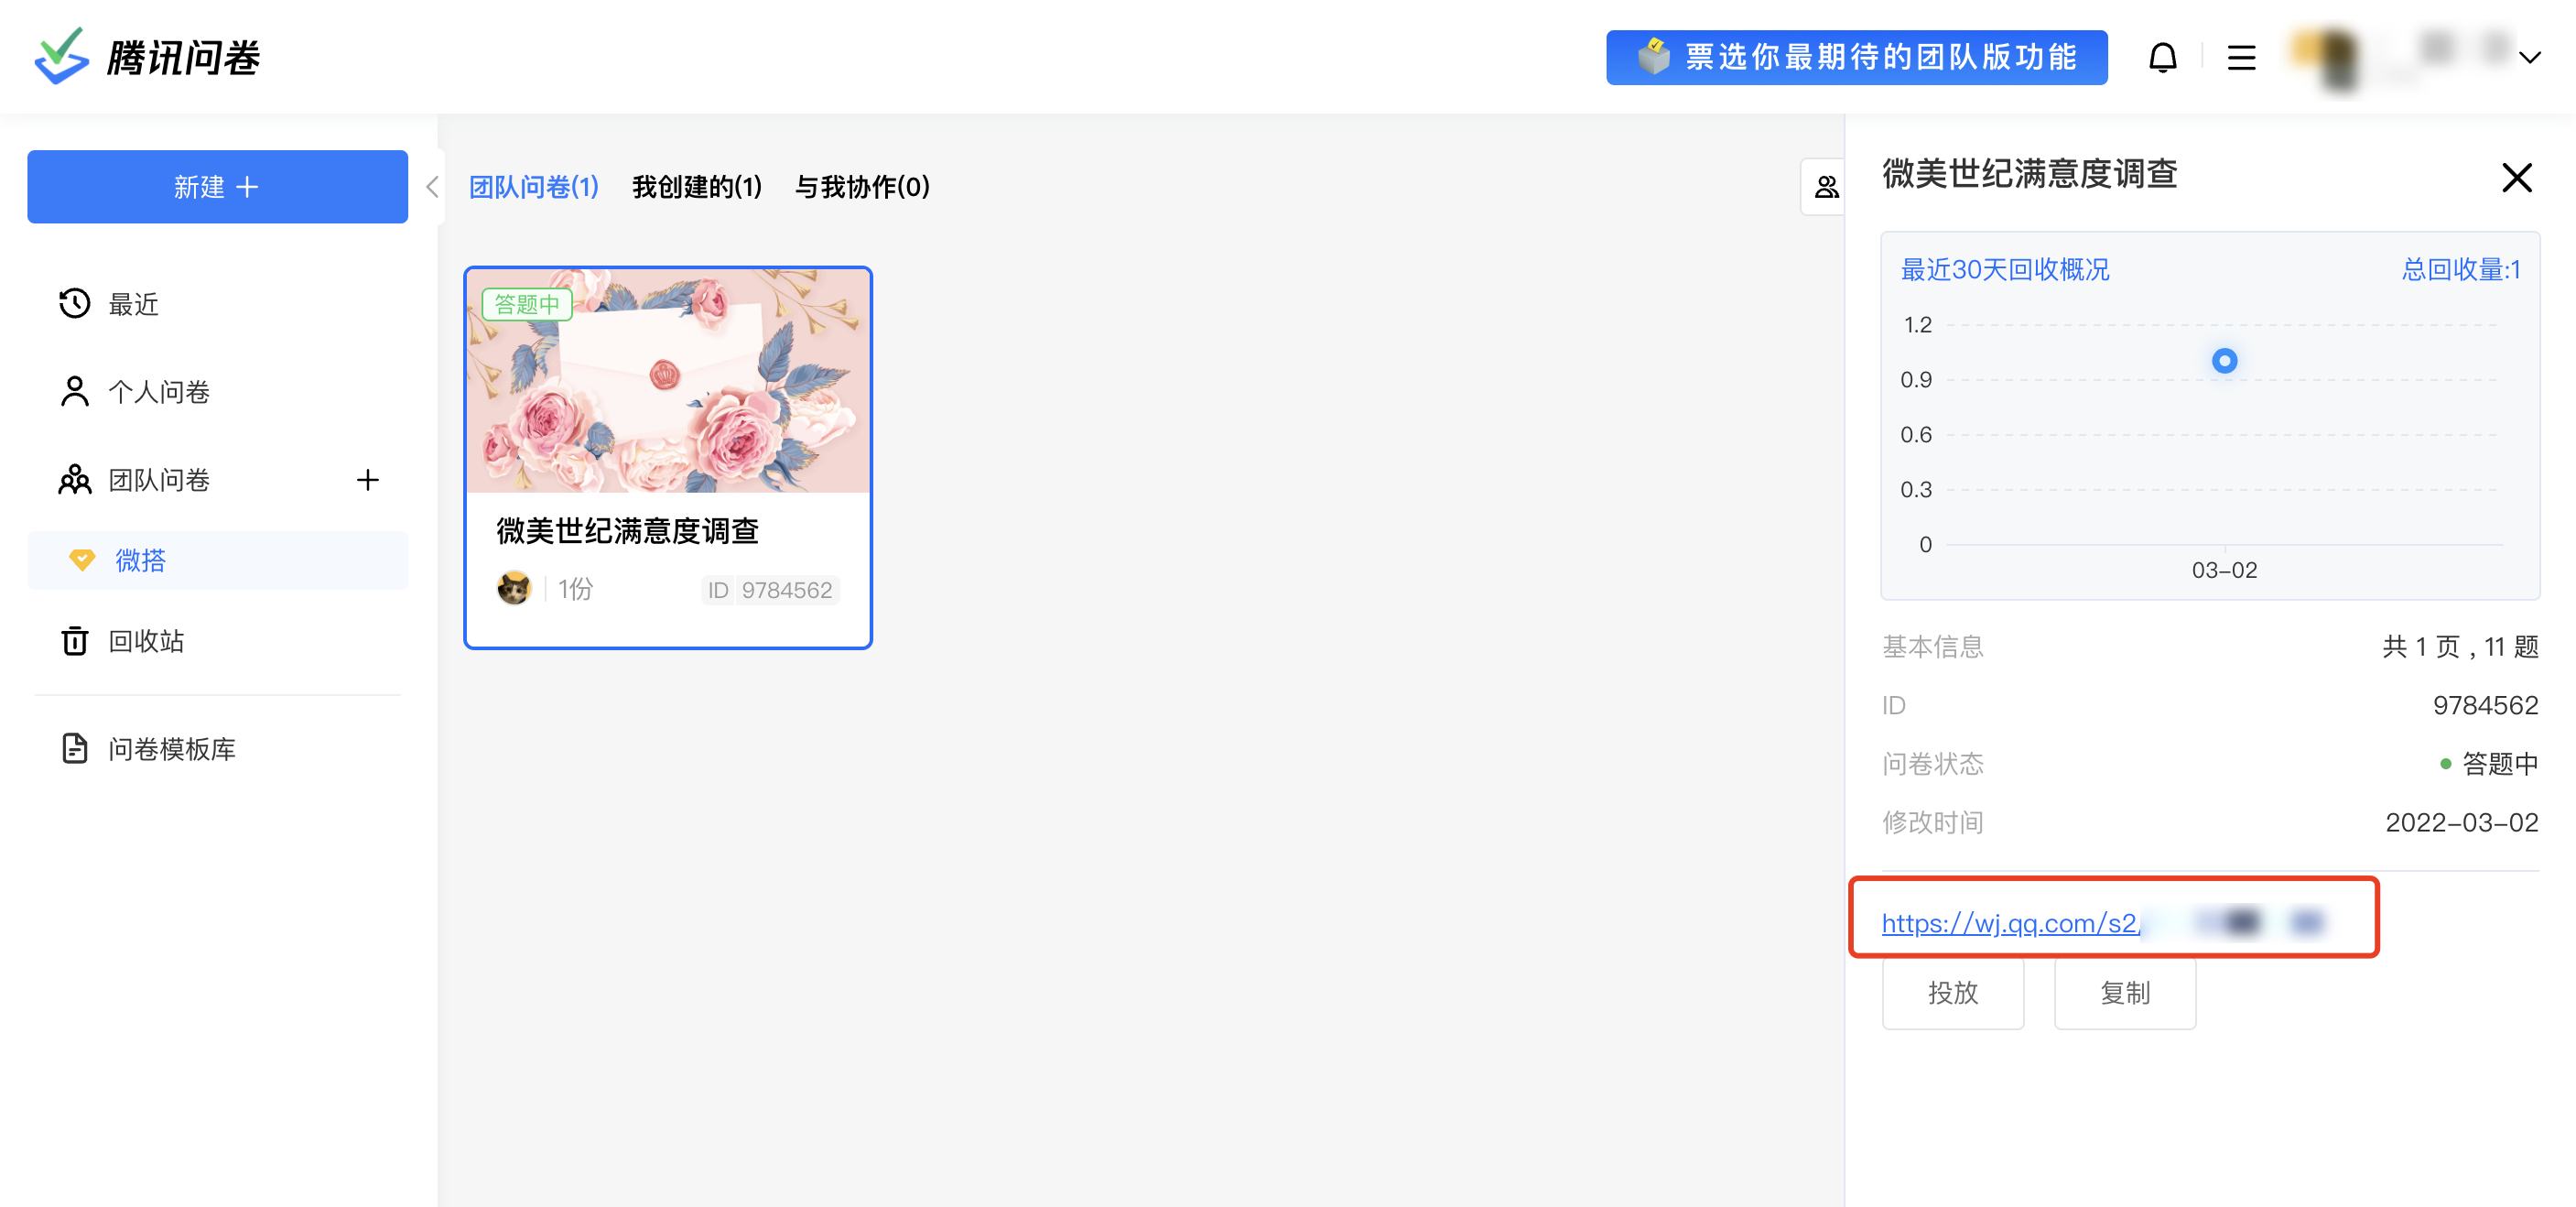 腾讯问卷
票选你最期待的团队版功能
新建 +
最近
个人问卷
团队问卷 +
微搭
回收站
问卷模板库
团队问卷(1) 我创建的(1) 与我协作(0)
答题中
微美世纪满意度调查
1份 ID 9784562
微美世纪满意度调查
最近30天回收概况 总回收量:1
1.2
0.9
0.6
0.3
0
03-02
基本信息 共 1 页 , 11 题
ID 9784562
问卷状态 答题中
修改时间 2022-03-02
https://wj.qq.com/s2/
投放 复制